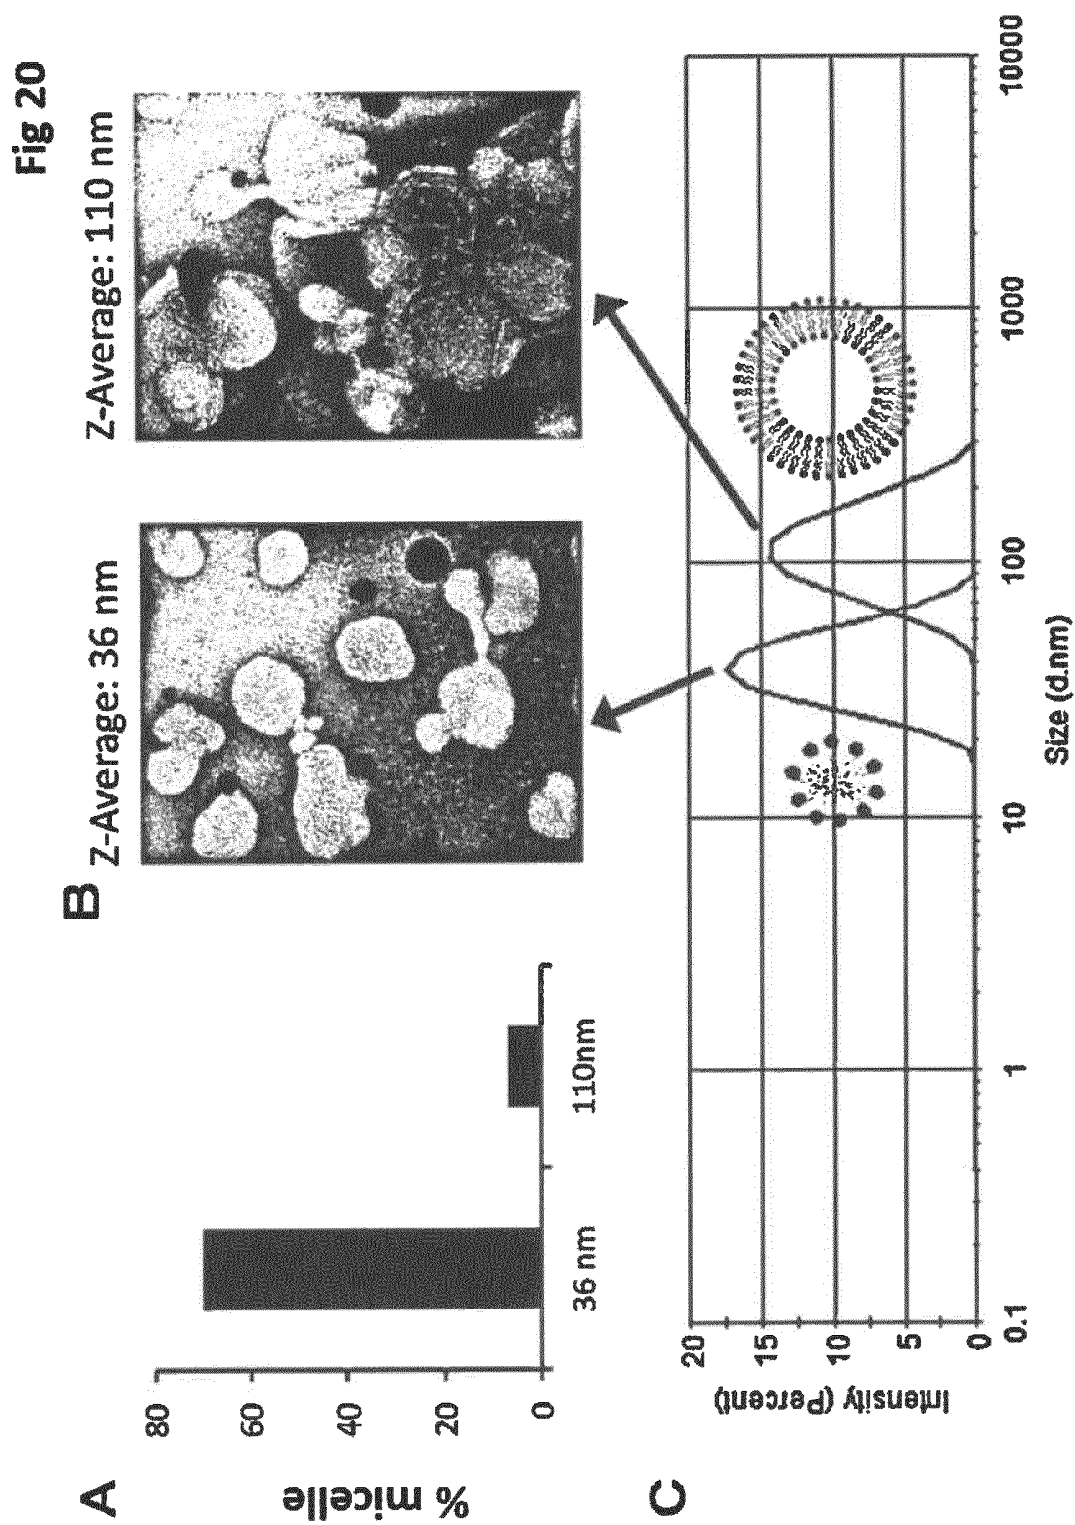 Fig 20
A
% micelle
80
60
40
20
0
36 nm
110nm
B
Z-Average: 36 nm
Z-Average: 110 nm
C
Intensity (Percent)
20
15
10
5
0
0.1
1
10
100
1000
10000
Size (d.nm)